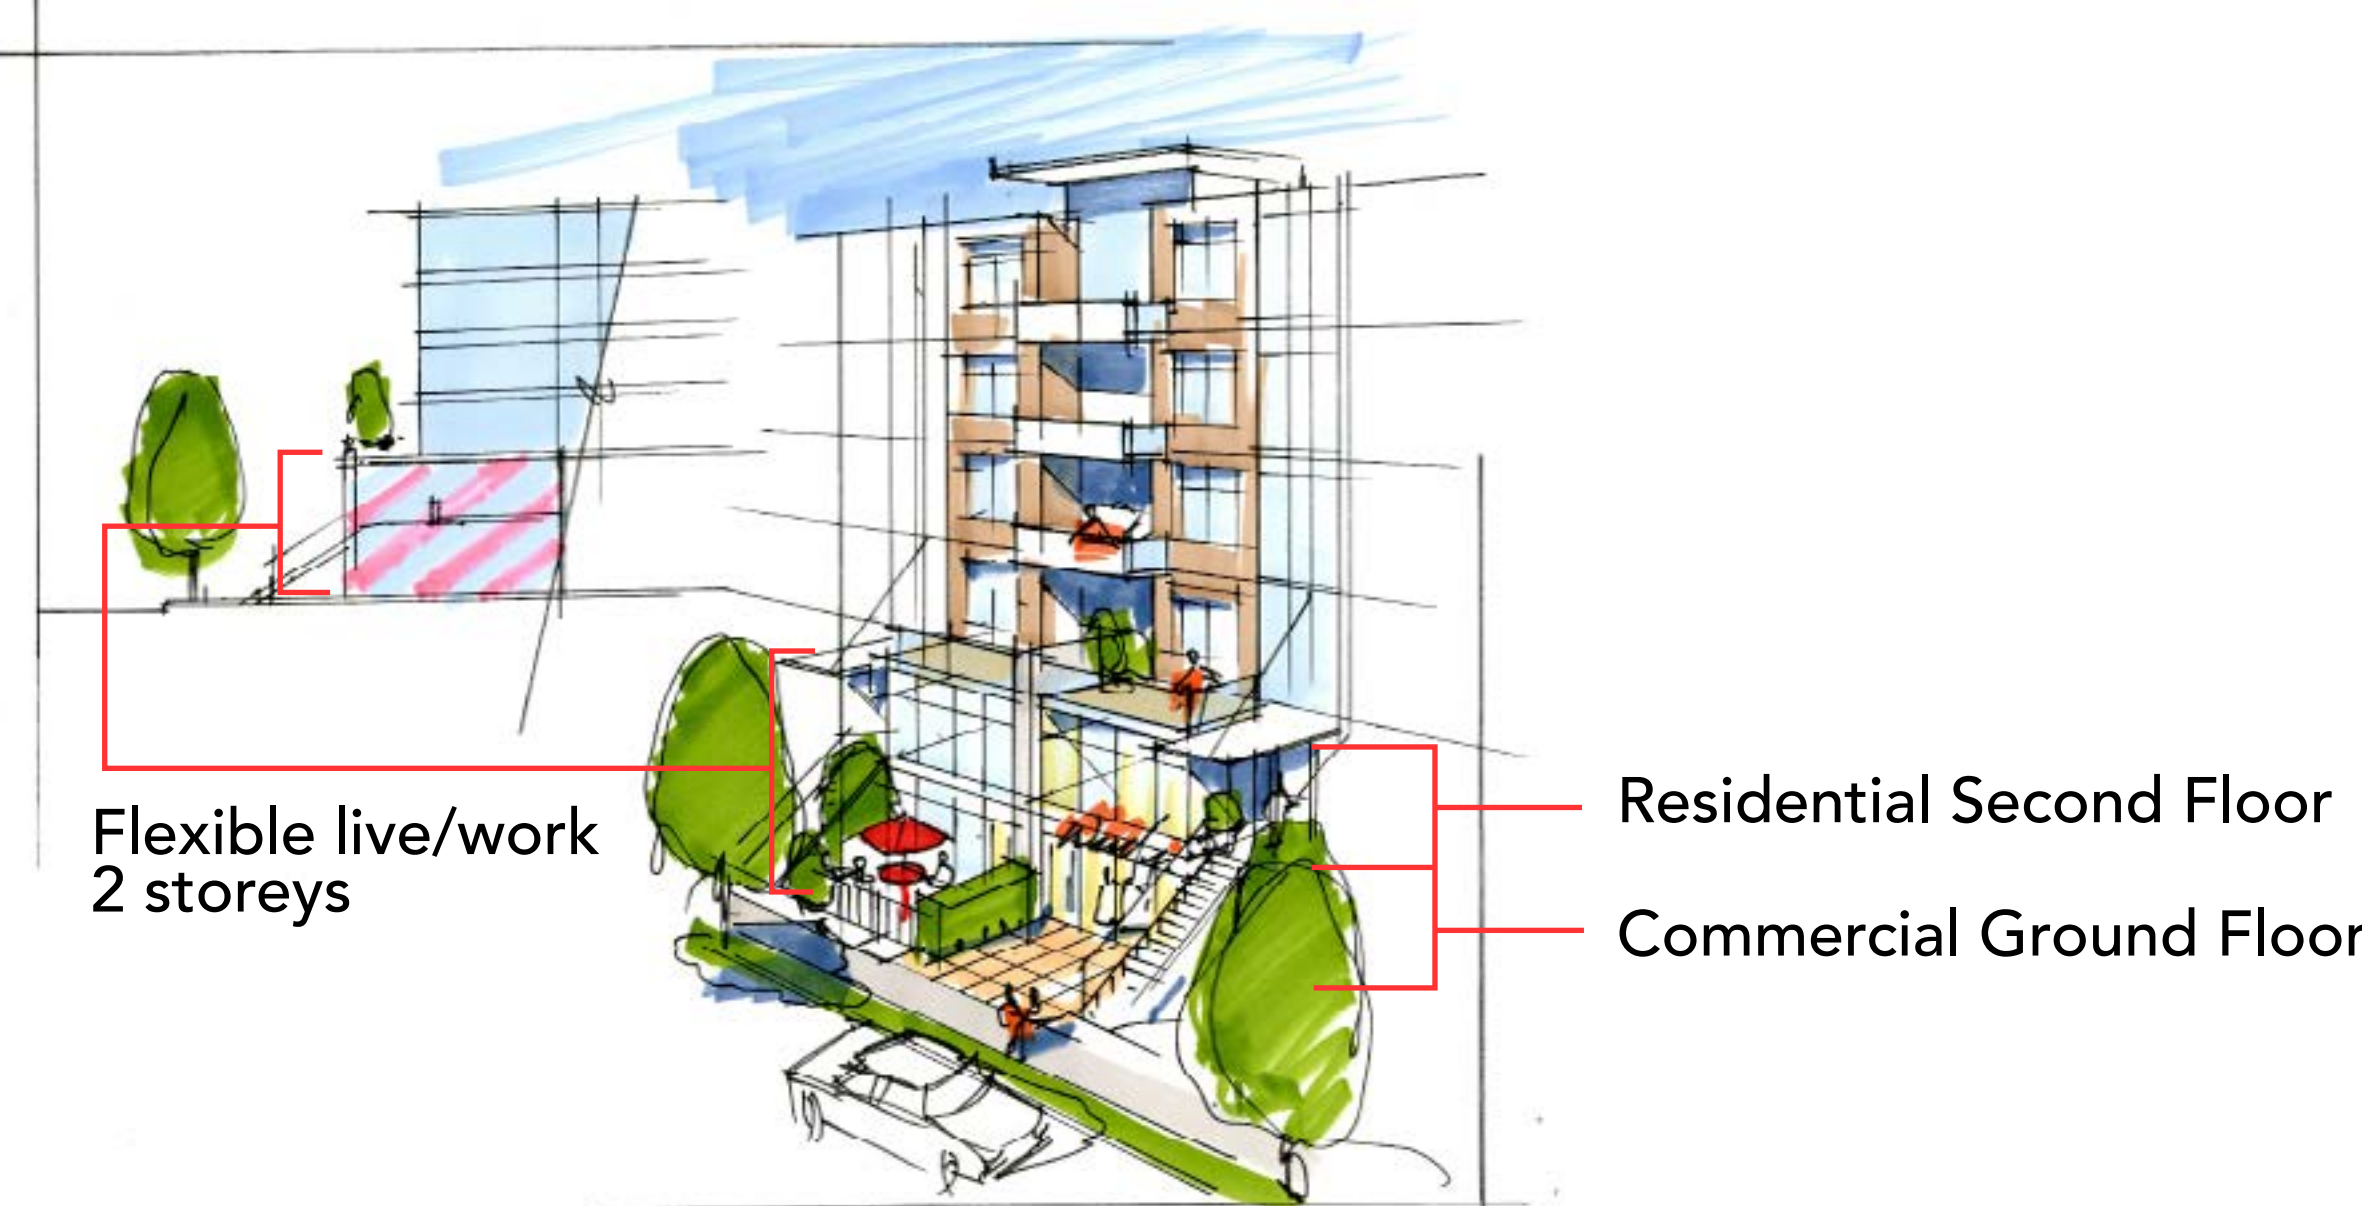 Flexible live/work
2 storeys
Residential Second Floor
Commercial Ground Floor